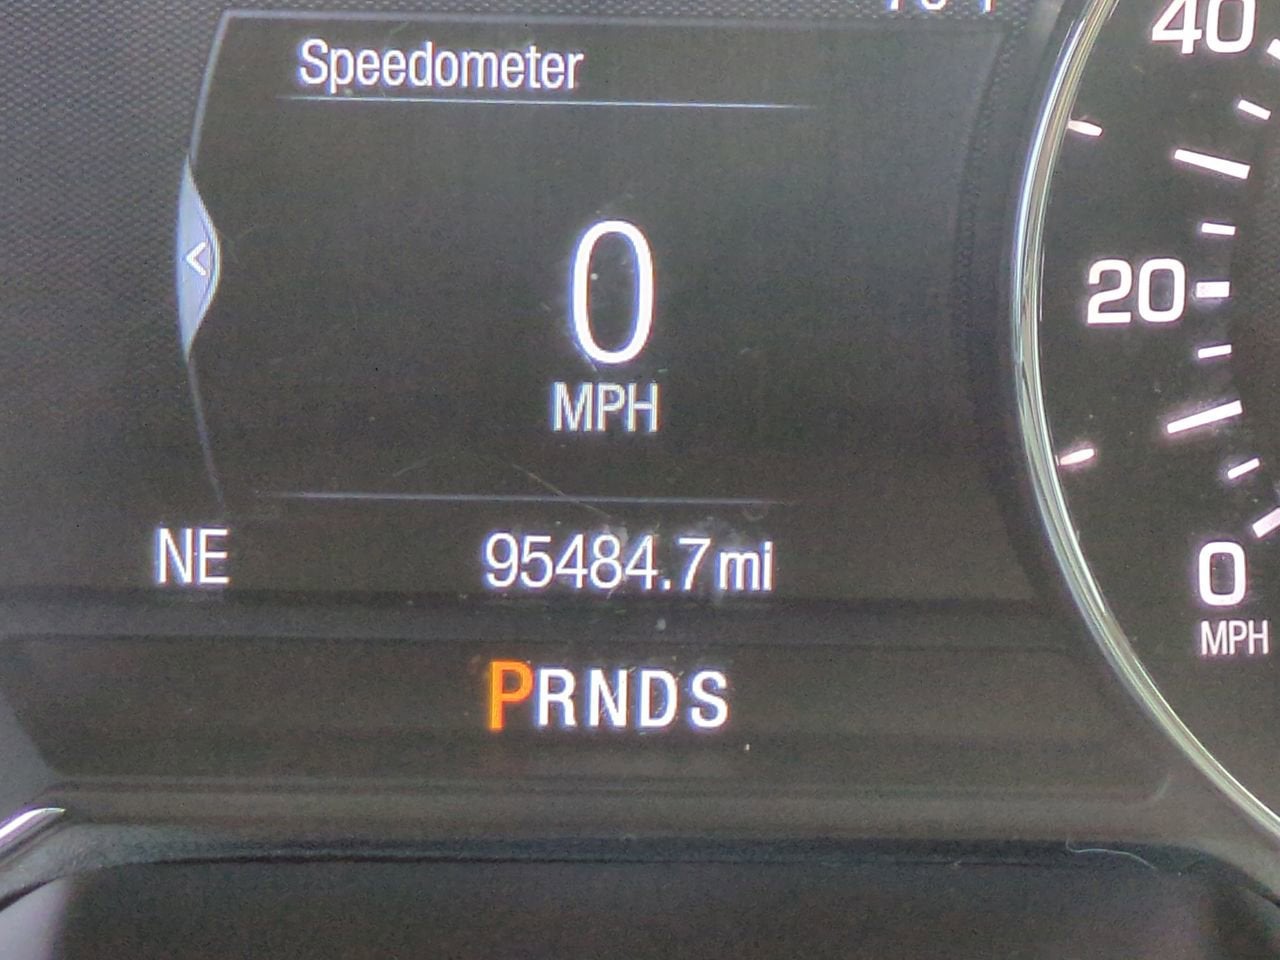 Speedometer
40
0
MPH
20
NE 95484.7 mi
0
MPH
PRNDS